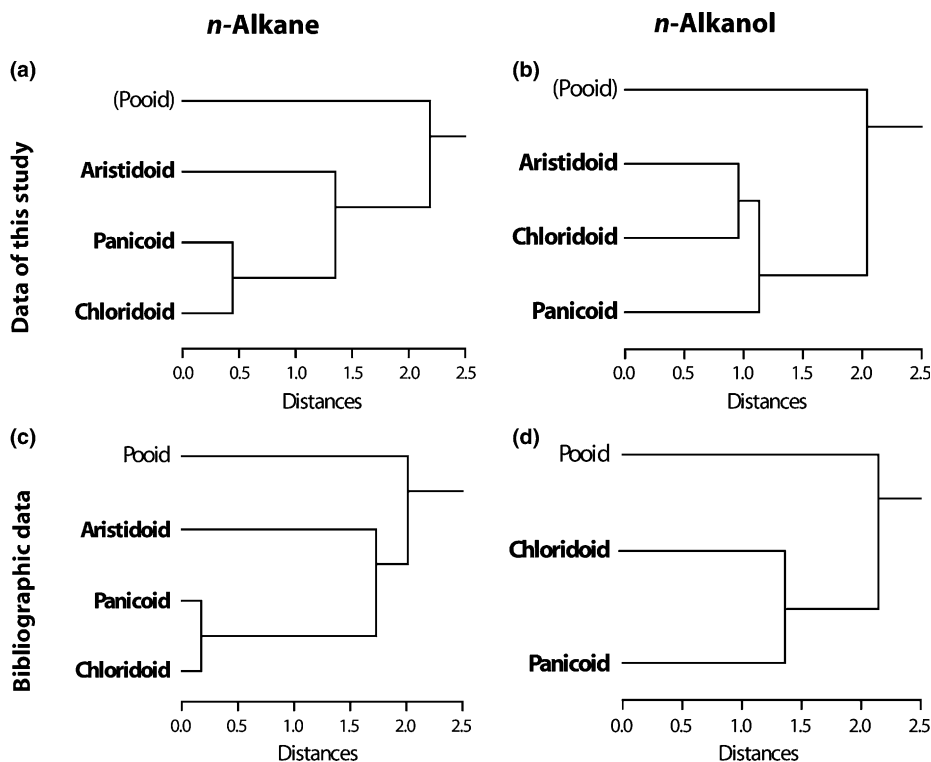 n-Alkane
n-Alkanol
Data of this study
(a)
(Pooid)
Aristidoid
Panicoid
Chloridoid
0.0 0.5 1.0 1.5 2.0 2.5
Distances
(b)
(Pooid)
Aristidoid
Chloridoid
Panicoid
0.0 0.5 1.0 1.5 2.0 2.5
Distances
Bibliographic data
(c)
Pooid
Aristidoid
Panicoid
Chloridoid
0.0 0.5 1.0 1.5 2.0 2.5
Distances
(d)
Pooid
Chloridoid
Panicoid
0.0 0.5 1.0 1.5 2.0 2.5
Distances